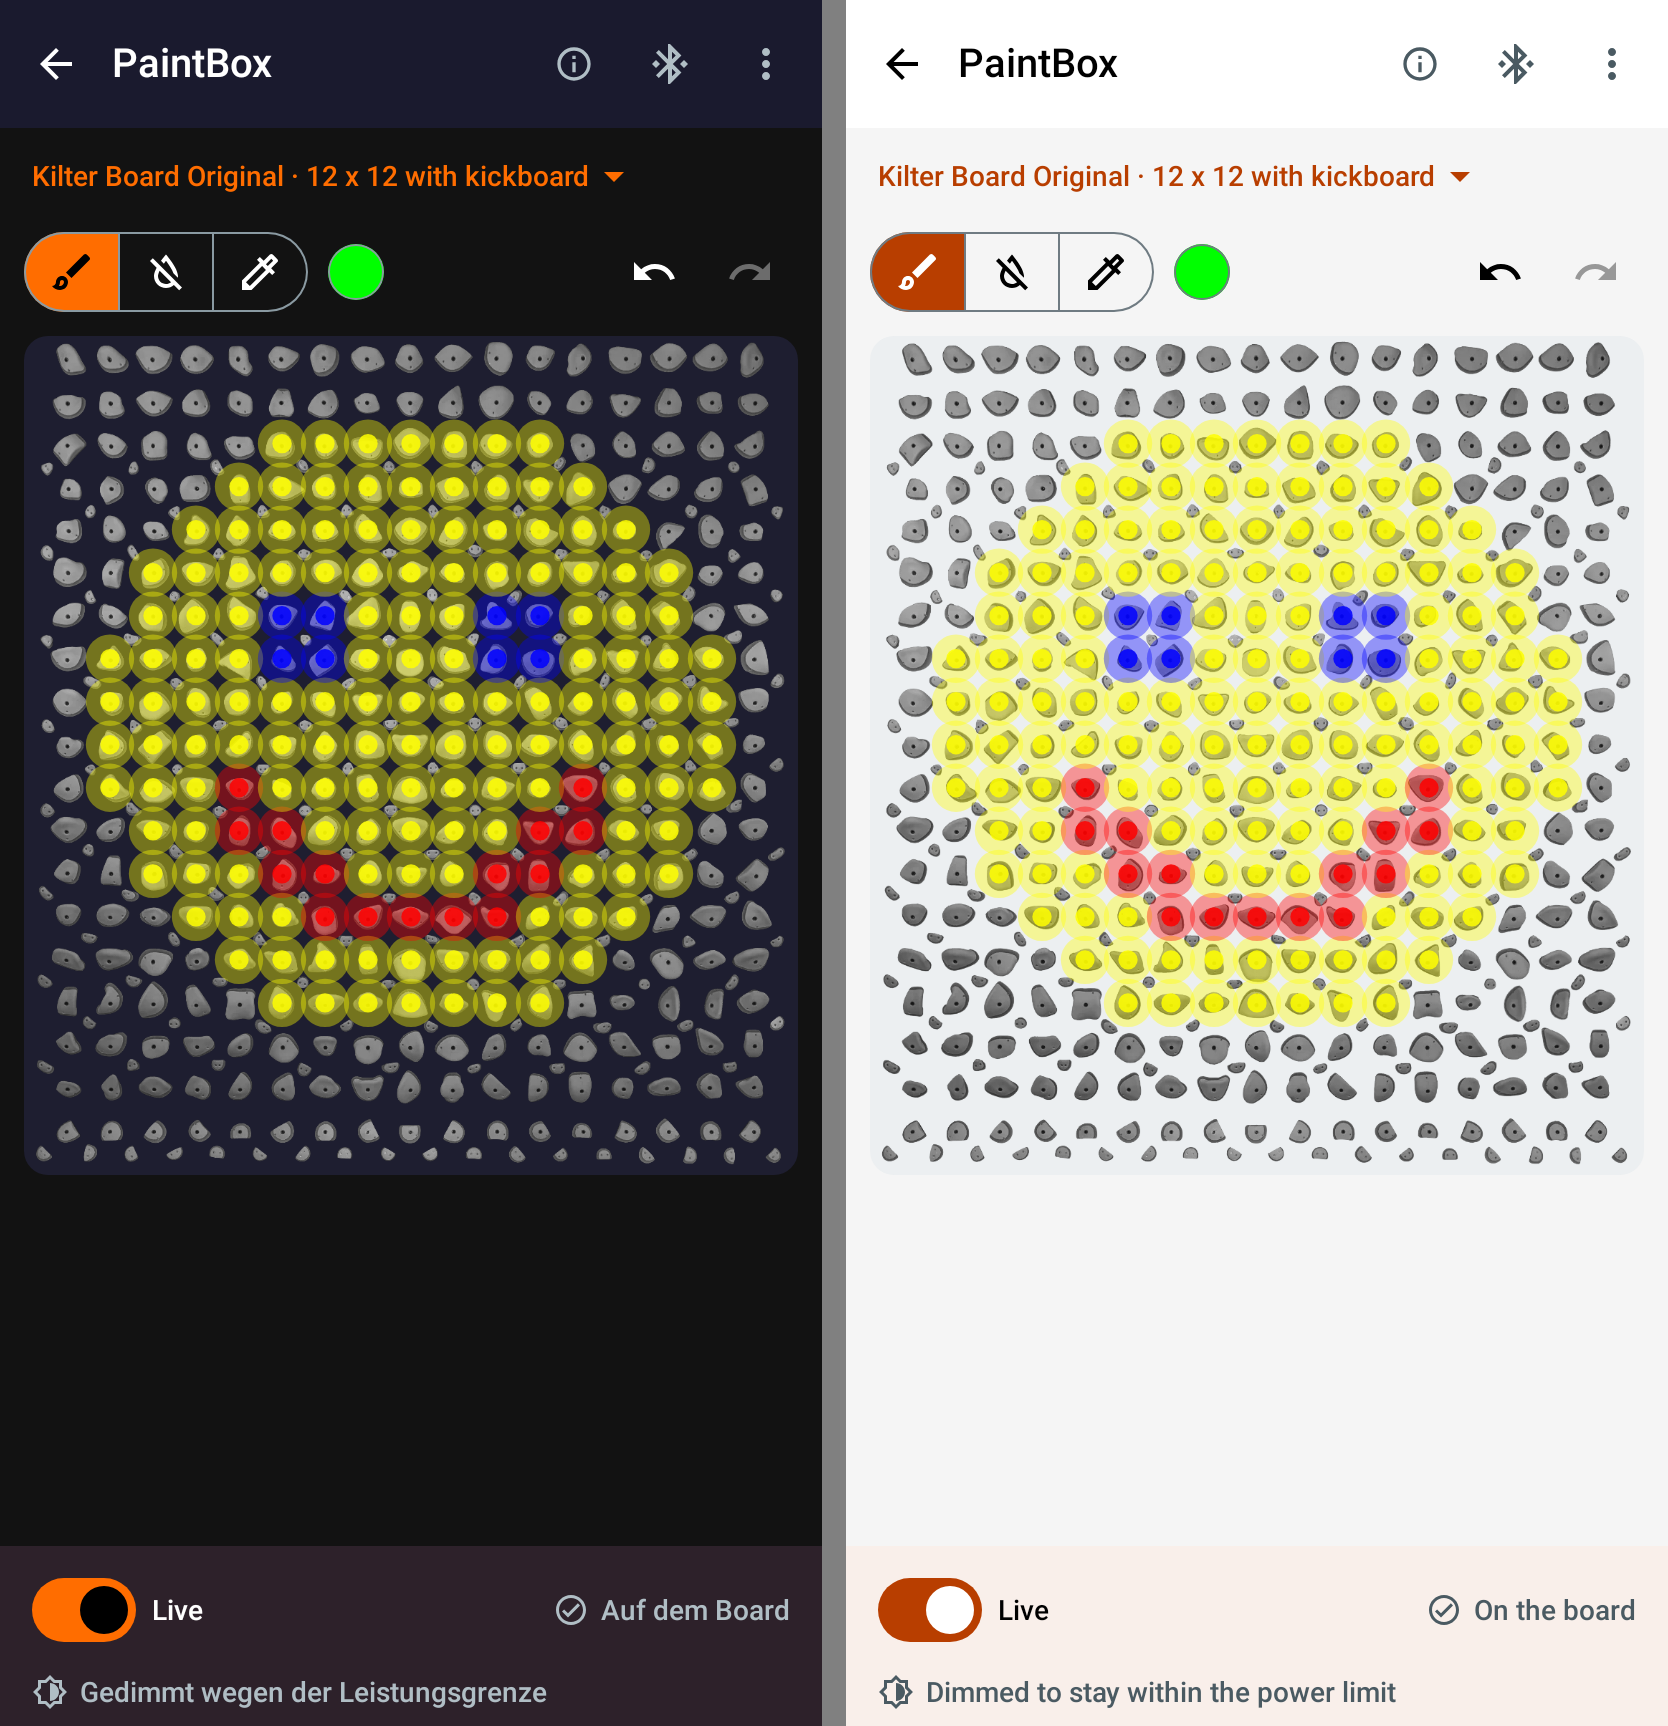 PaintBox
Kilter Board Original · 12 x 12 with kickboard
Live
Auf dem Board
Gedimmt wegen der Leistungsgrenze
PaintBox
Kilter Board Original · 12 x 12 with kickboard
Live
On the board
Dimmed to stay within the power limit